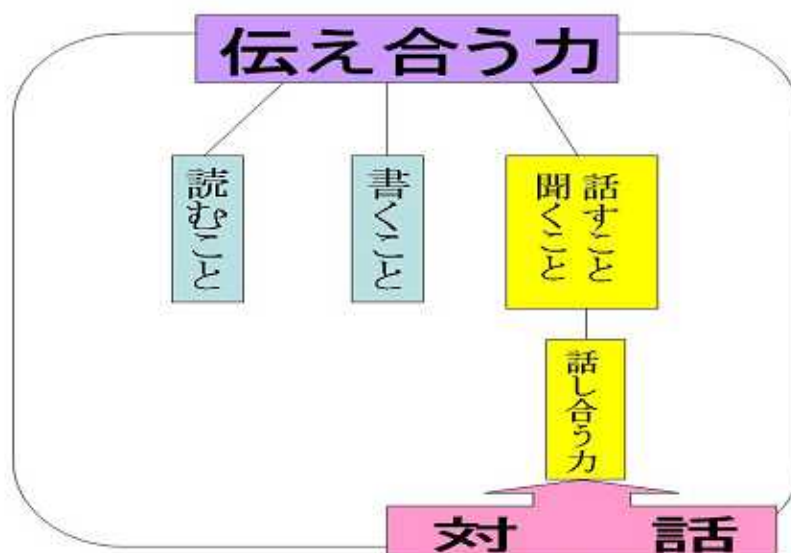 伝え合う力
読むこと
書くこと
話すこと
聞くこと
話し合う力
対 話